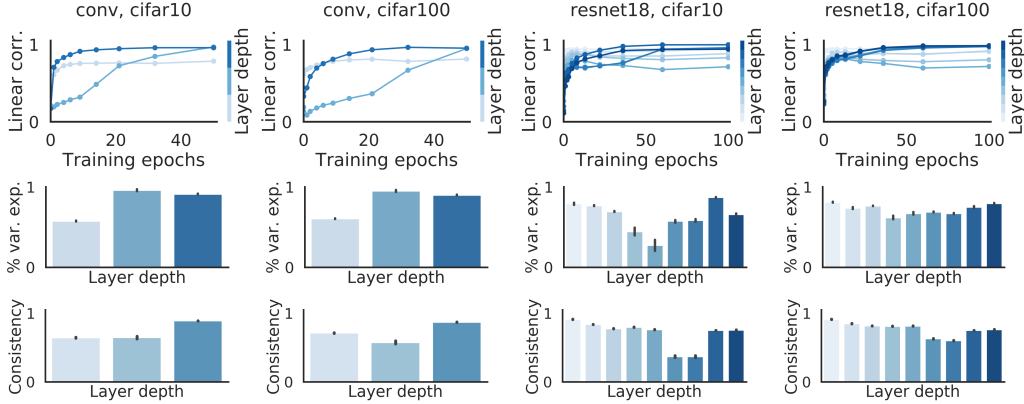 conv, cifar10
conv, cifar100
resnet18, cifar10
resnet18, cifar100
Linear corr.
1
0
0
20
40
Training epochs
Layer depth
Linear corr.
1
0
0
20
40
Training epochs
Layer depth
Linear corr.
1
0
0
50
100
Training epochs
Layer depth
Linear corr.
1
0
0
50
100
Training epochs
Layer depth
% var. exp.
1
0
Layer depth
% var. exp.
1
0
Layer depth
% var. exp.
1
0
Layer depth
% var. exp.
1
0
Layer depth
Consistency
1
0
Layer depth
Consistency
1
0
Layer depth
Consistency
1
0
Layer depth
Consistency
1
0
Layer depth